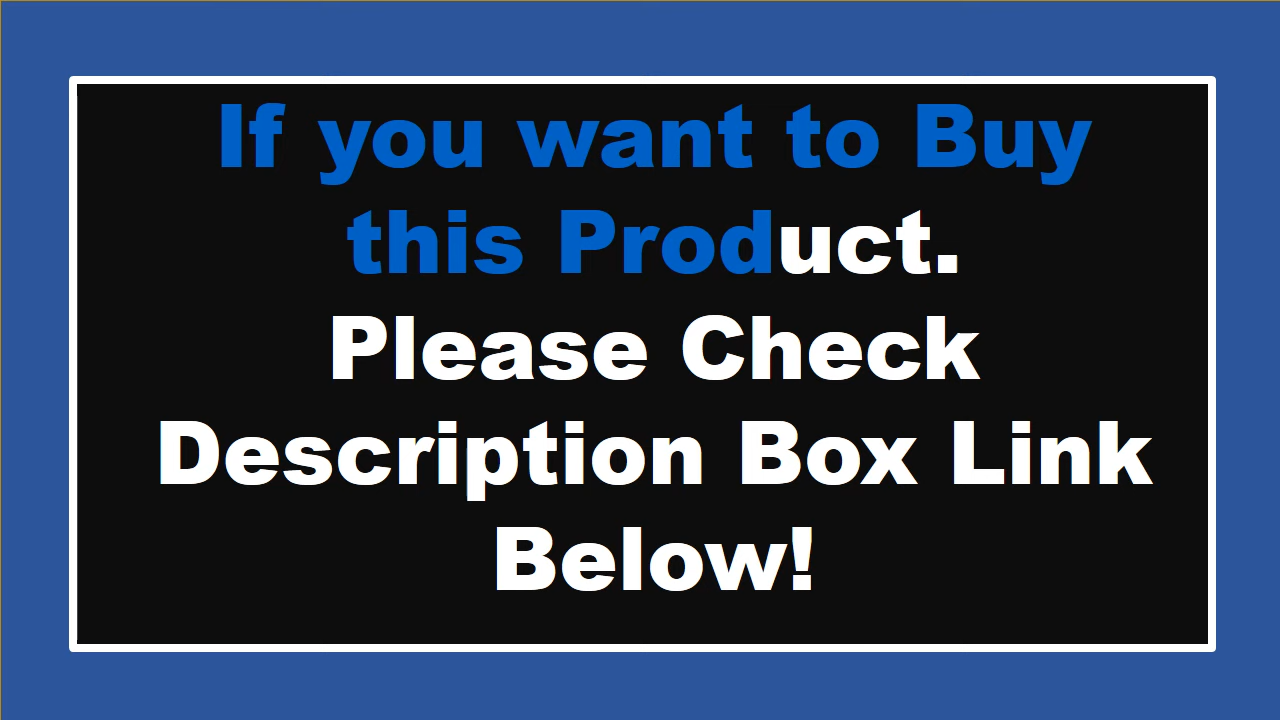 If you want to Buy
this Product.
Please Check
Description Box Link
Below!